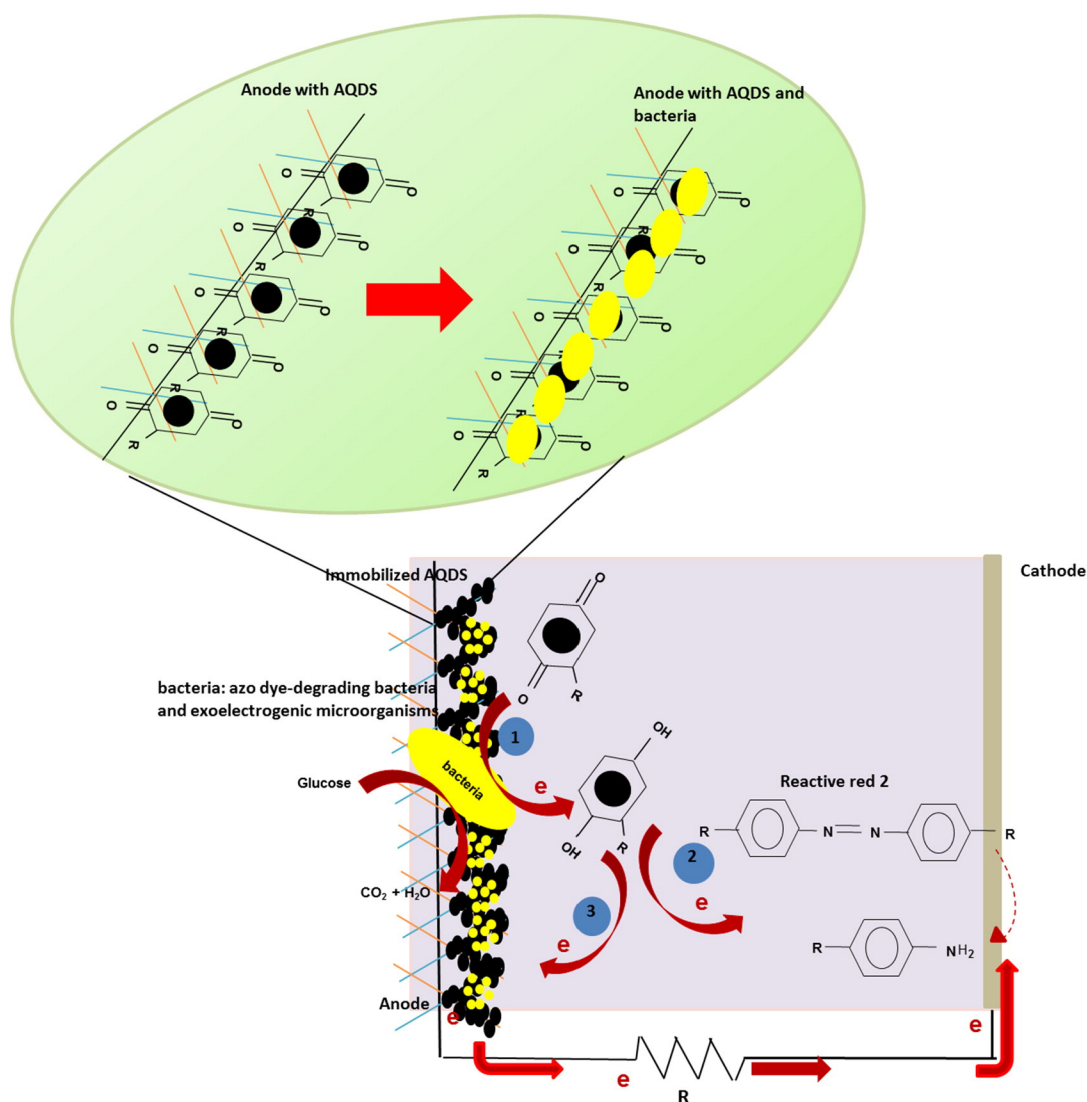 Anode with AQDS
Anode with AQDS and
bacteria
O
O
R
O
O
R
O
O
R
O
O
R
O
O
R
O
O
R
O
O
R
O
O
R
O
O
R
O
O
R
Immobilized AQDS
Cathode
O
O
R
bacteria: azo dye-degrading bacteria
and exoelectrogenic microorganisms
1
Glucose
bacteria
e
OH
OH
R
Reactive red 2
R
N
N
R
2
e
CO₂ + H₂O
3
e
R
NH₂
Anode
e
e
e
R